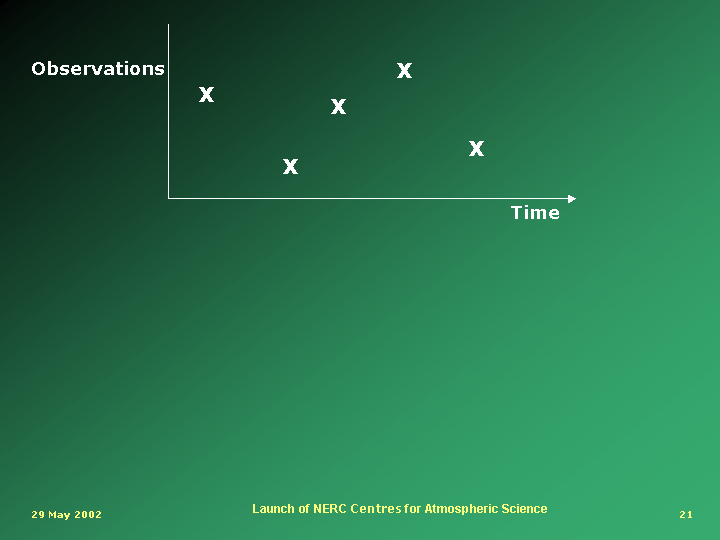 Observations
X
X
X
X
X
Time
29 May 2002
Launch of NERC Centres for Atmospheric Science
21